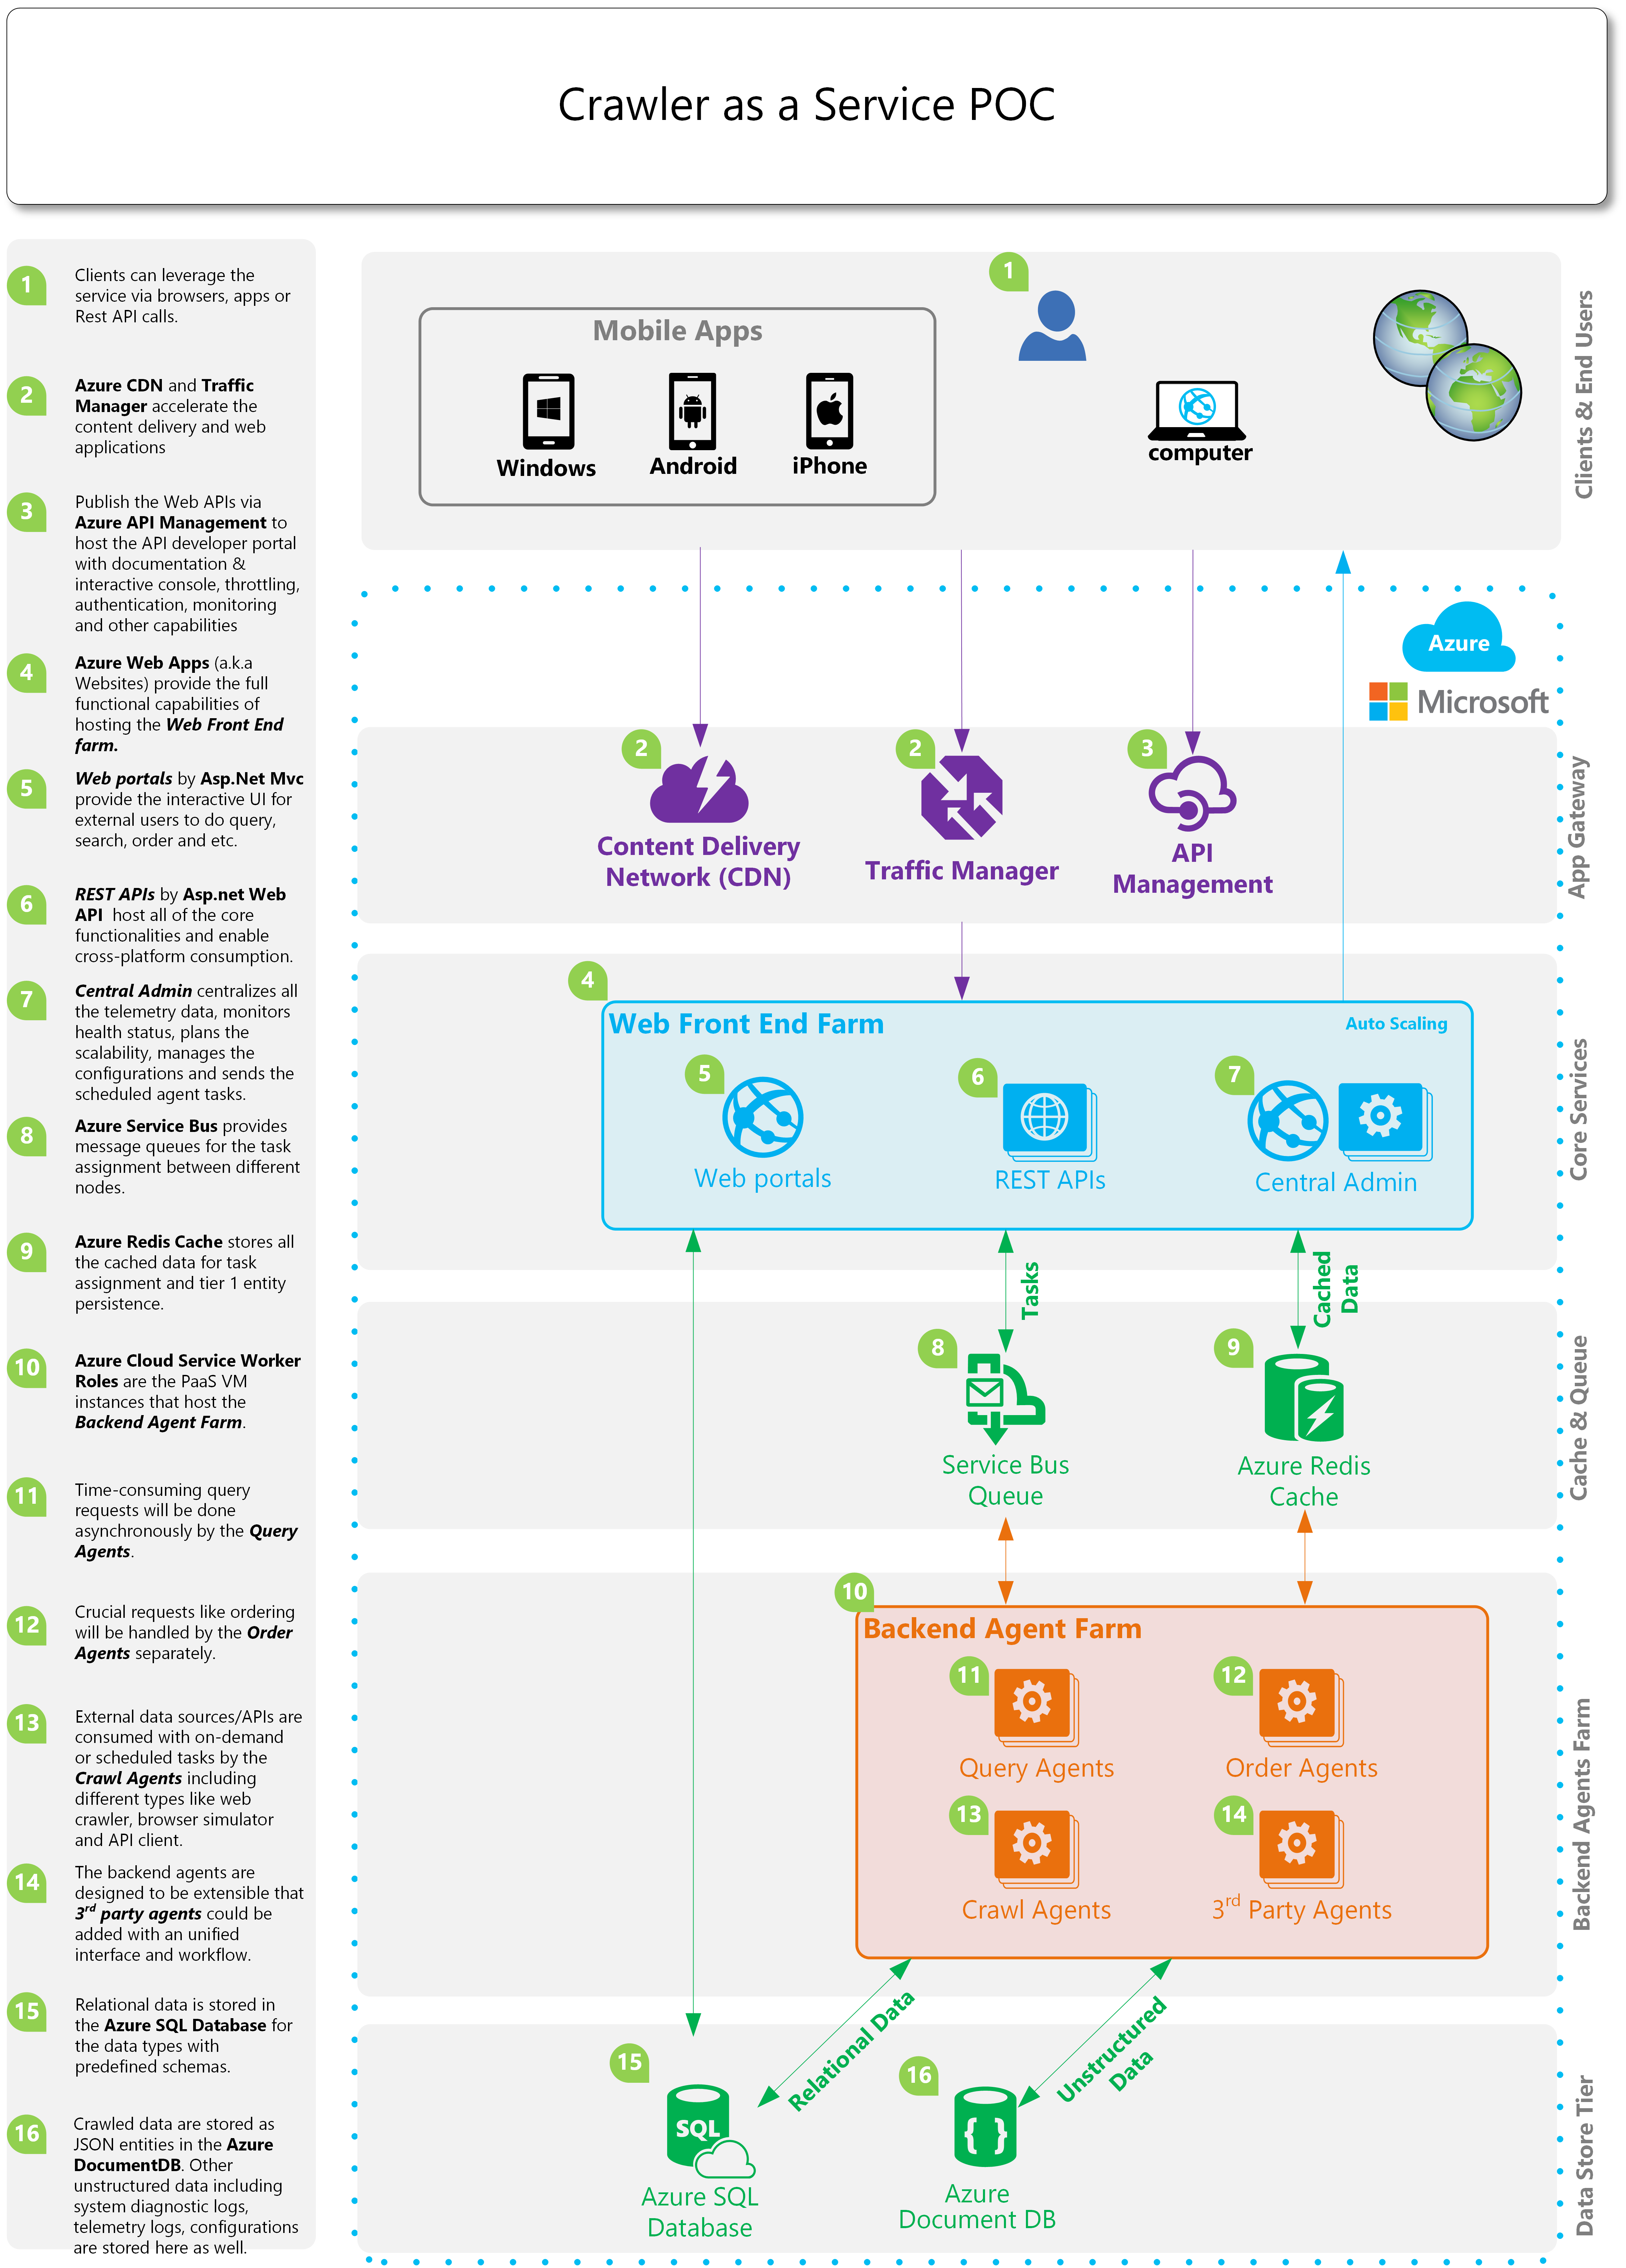 Crawler as a Service POC
1
Clients can leverage the
service via browsers, apps or
Rest API calls.
2
Azure CDN and Traffic
Manager accelerate the
content delivery and web
applications
3
Publish the Web APIs via
Azure API Management to
host the API developer portal
with documentation &
interactive console, throttling,
authentication, monitoring
and other capabilities
4
Azure Web Apps (a.k.a
Websites) provide the full
functional capabilities of
hosting the Web Front End
farm.
5
Web portals by Asp.Net Mvc
provide the interactive UI for
external users to do query,
search, order and etc.
6
REST APIs by Asp.net Web
API host all of the core
functionalities and enable
cross-platform consumption.
7
Central Admin centralizes all
the telemetry data, monitors
health status, plans the
scalability, manages the
configurations and sends the
scheduled agent tasks.
8
Azure Service Bus provides
message queues for the task
assignment between different
nodes.
9
Azure Redis Cache stores all
the cached data for task
assignment and tier 1 entity
persistence.
10
Azure Cloud Service Worker
Roles are the PaaS VM
instances that host the
Backend Agent Farm.
11
Time-consuming query
requests will be done
asynchronously by the Query
Agents.
12
Crucial requests like ordering
will be handled by the Order
Agents separately.
13
External data sources/APIs are
consumed with on-demand
or scheduled tasks by the
Crawl Agents including
different types like web
crawler, browser simulator
and API client.
14
The backend agents are
designed to be extensible that
3rd party agents could be
added with an unified
interface and workflow.
15
Relational data is stored in
the Azure SQL Database for
the data types with
predefined schemas.
16
Crawled data are stored as
JSON entities in the Azure
DocumentDB. Other
unstructured data including
system diagnostic logs,
telemetry logs, configurations
are stored here as well.
1
Mobile Apps
Windows
Android
iPhone
computer
Clients & End Users
Azure
Microsoft
2
Content Delivery
Network (CDN)
2
Traffic Manager
3
API
Management
App Gateway
4
Web Front End Farm
Auto Scaling
5
Web portals
6
REST APIs
7
Central Admin
Core Services
Tasks
Cached
Data
8
Service Bus
Queue
9
Azure Redis
Cache
Cache & Queue
10
Backend Agent Farm
11
Query Agents
12
Order Agents
13
Crawl Agents
14
3rd Party Agents
Backend Agents Farm
Relational Data
Unstructured
Data
15
SQL
Azure SQL
Database
16
{ }
Azure
Document DB
Data Store Tier